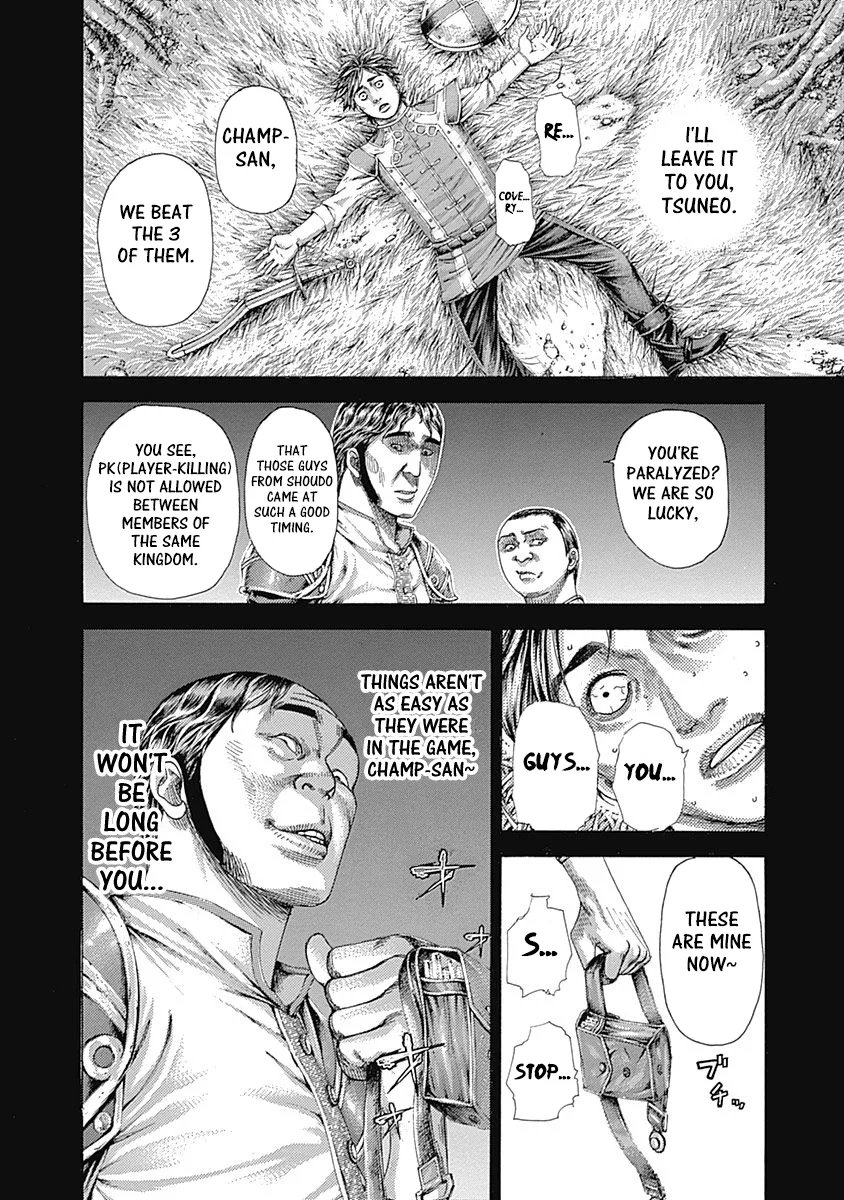 I'LL
LEAVE IT
TO YOU,
TSUNEO.
RE...
COVE...
RY...
CHAMP-
SAN,
WE BEAT
THE 3
OF THEM.
YOU'RE
PARALYZED?
WE ARE SO
LUCKY,
THAT
THOSE GUYS
FROM SHOUDO
CAME AT
SUCH A GOOD
TIMING.
YOU SEE,
PK(PLAYER-KILLING)
IS NOT ALLOWED
BETWEEN
MEMBERS OF
THE SAME
KINGDOM.
YOU...
GUYS...
THESE
ARE MINE
NOW~
ブチッ
S...
STOP...
THINGS AREN'T
AS EASY AS
THEY WERE
IN THE GAME,
CHAMP-SAN~
IT
WON'T
BE
LONG
BEFORE
YOU...